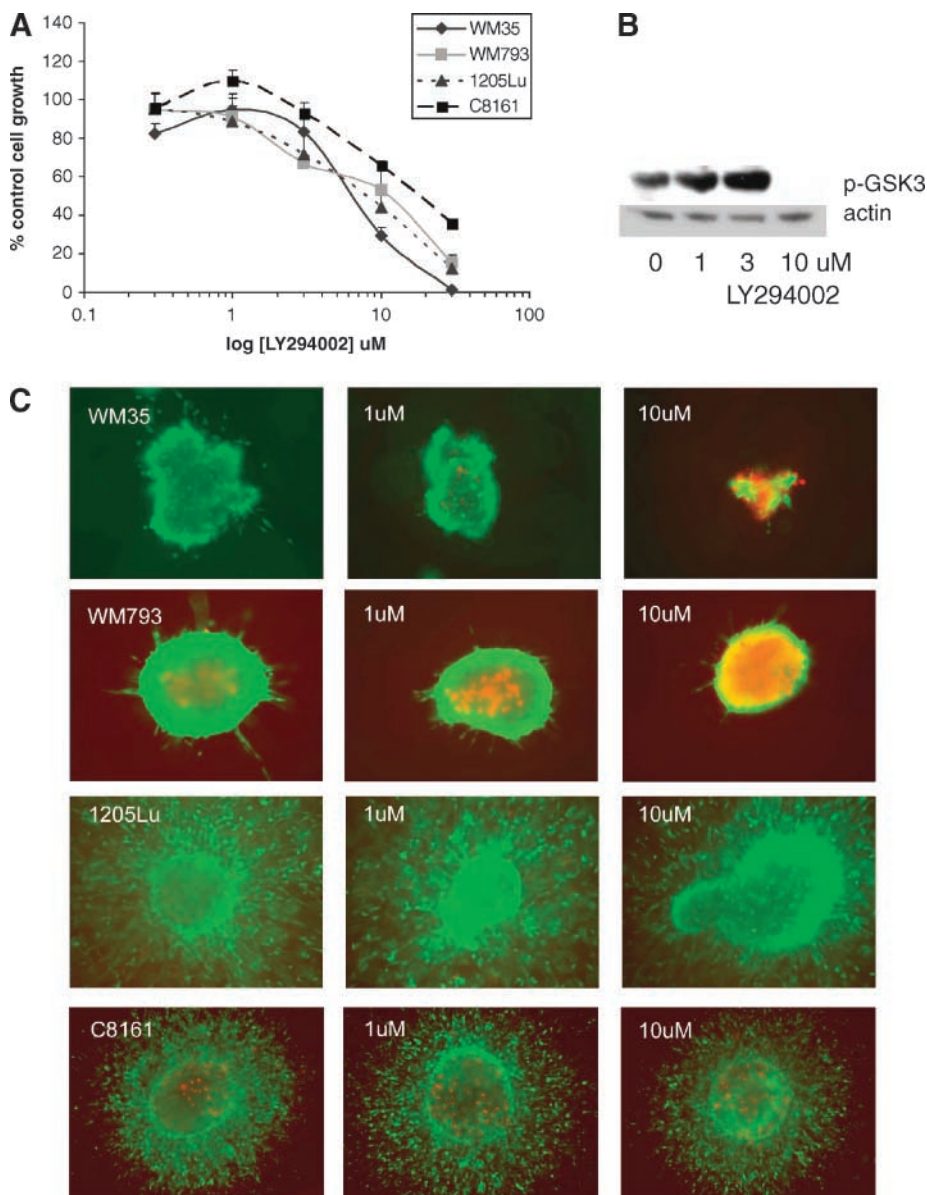 A
140
120
100
80
60
40
20
0
% control cell growth
0.1
1
10
100
log [LY294002] uM
WM35
WM793
1205Lu
C8161
B
p-GSK3
actin
0 1 3 10 uM
LY294002
C
WM35
1uM
10uM
WM793
1uM
10uM
1205Lu
1uM
10uM
C8161
1uM
10uM